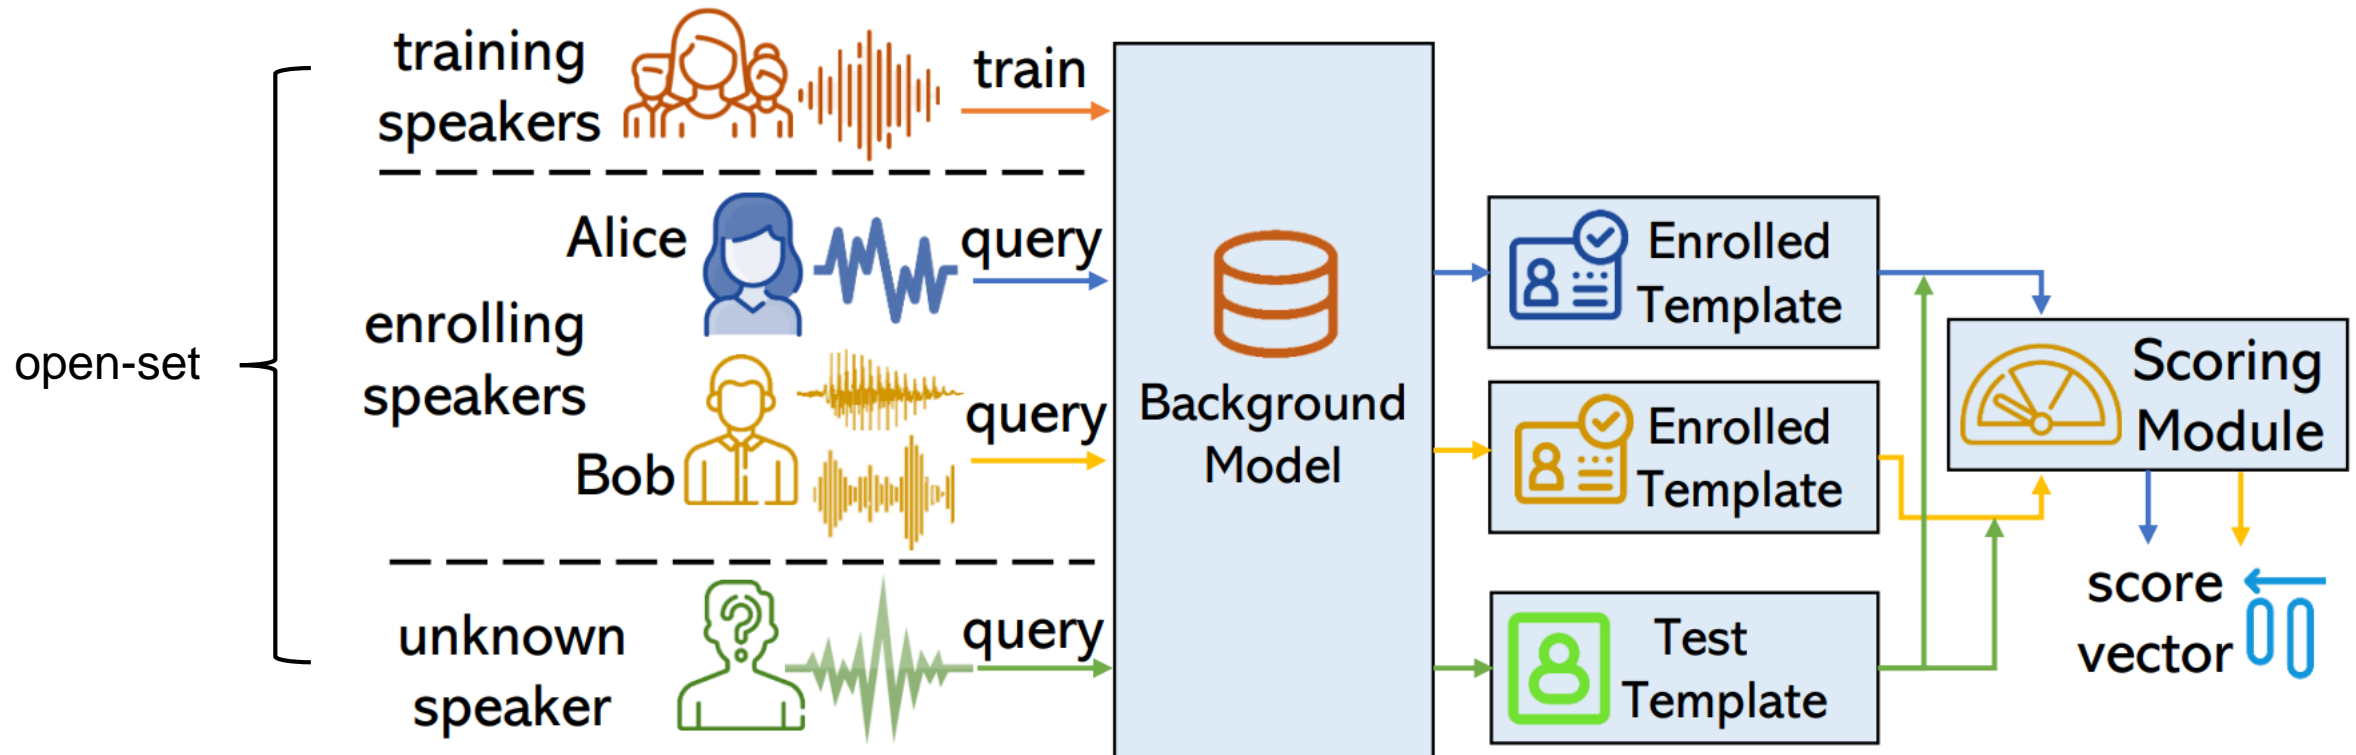 open-set
training
speakers
train
Alice
query
enrolling
speakers
Bob
query
unknown
speaker
query
Background
Model
Enrolled
Template
Enrolled
Template
Test
Template
Scoring
Module
score
vector